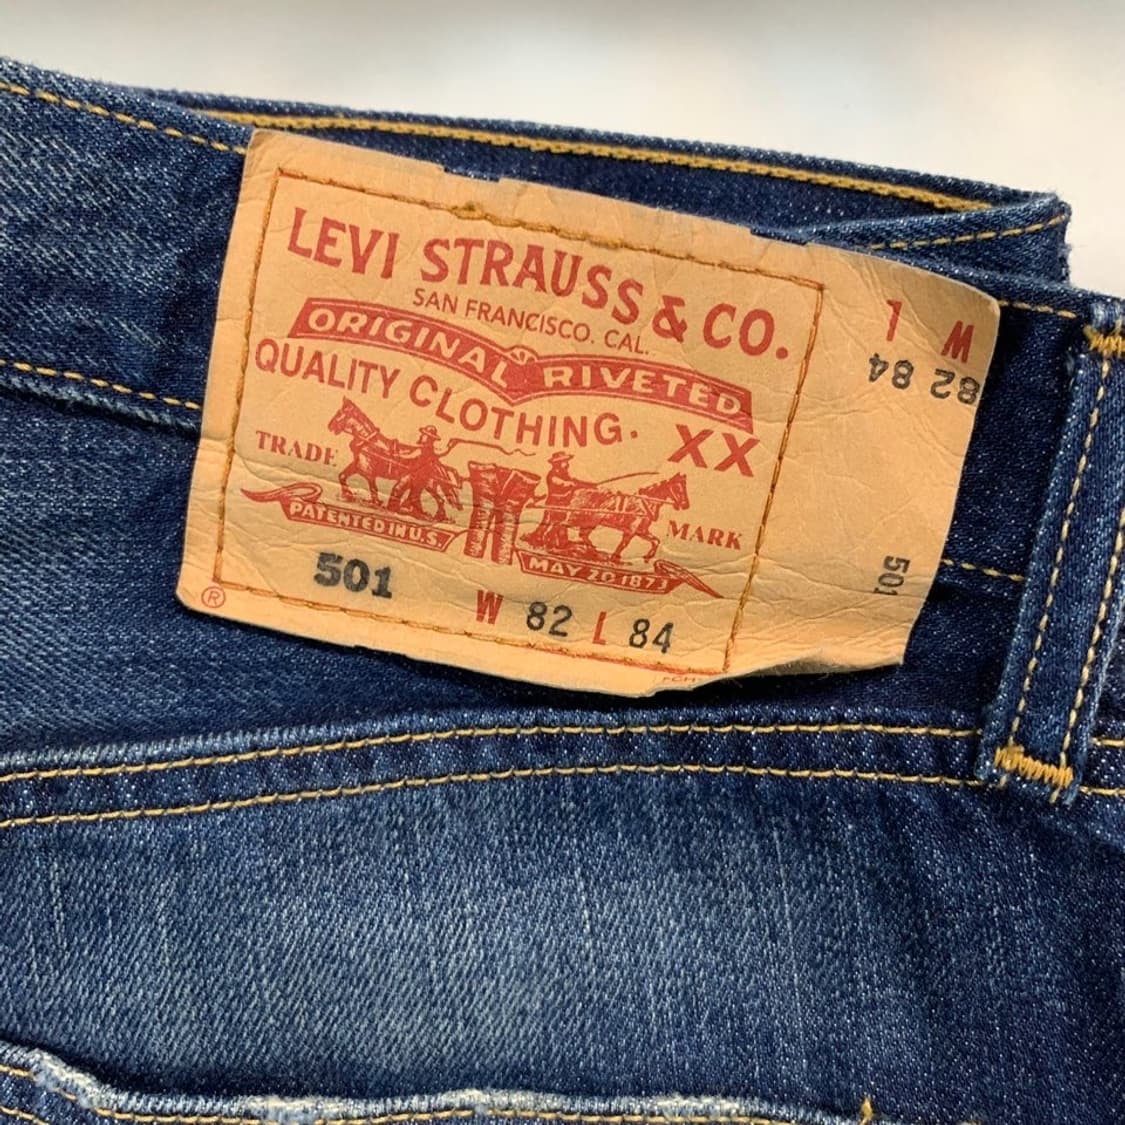 LEVI STRAUSS & CO.
SAN FRANCISCO. CAL.
ORIGINAL RIVETED
QUALITY CLOTHING.
XX
TRADE MARK
PATENTED IN U.S.
MAY 20 1873
501
W 82 L 84
®
W L
82 84
501